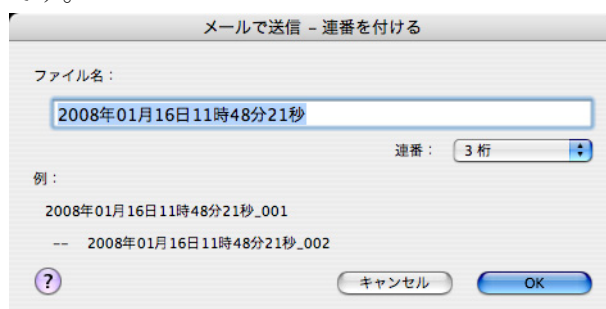 メールで送信 – 連番を付ける
ファイル名：
2008年01月16日11時48分21秒
連番： 3 桁
例：
2008年01月16日11時48分21秒_001
-- 2008年01月16日11時48分21秒_002
? キャンセル OK